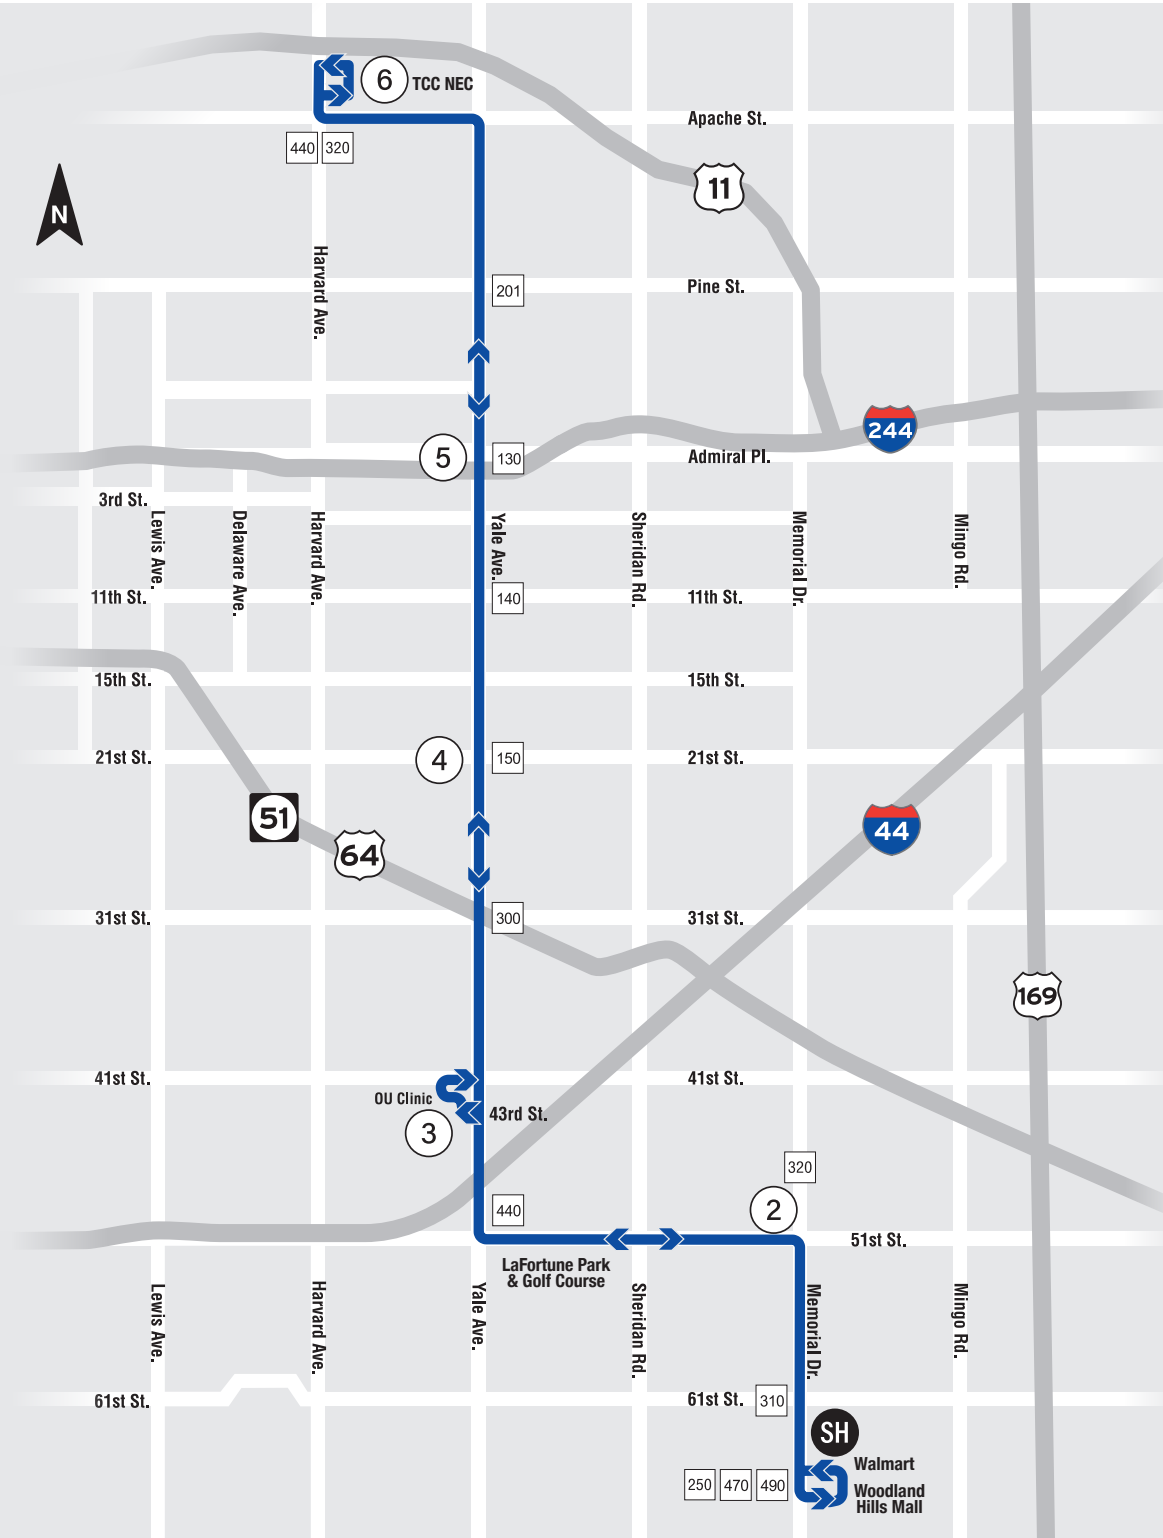 6
TCC NEC
Apache St.
440
320
11
N
Harvard Ave.
201
Pine St.
244
5
130
Admiral Pl.
3rd St.
Lewis Ave.
Delaware Ave.
Harvard Ave.
Yale Ave.
Sheridan Rd.
Memorial Dr.
Mingo Rd.
11th St.
140
11th St.
15th St.
15th St.
21st St.
4
150
21st St.
51
64
44
31st St.
300
31st St.
169
41st St.
41st St.
OU Clinic
43rd St.
3
320
440
2
51st St.
LaFortune Park
& Golf Course
Lewis Ave.
Harvard Ave.
Yale Ave.
Sheridan Rd.
Memorial Dr.
Mingo Rd.
61st St.
61st St.
310
SH
Walmart
250
470
490
Woodland
Hills Mall